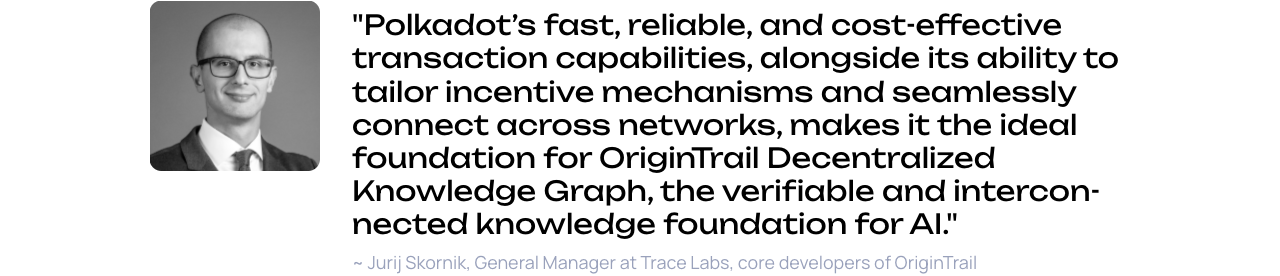 "Polkadot’s fast, reliable, and cost-effective
transaction capabilities, alongside its ability to
tailor incentive mechanisms and seamlessly
connect across networks, makes it the ideal
foundation for OriginTrail Decentralized
Knowledge Graph, the verifiable and intercon-
nected knowledge foundation for AI."
~ Jurij Skornik, General Manager at Trace Labs, core developers of OriginTrail